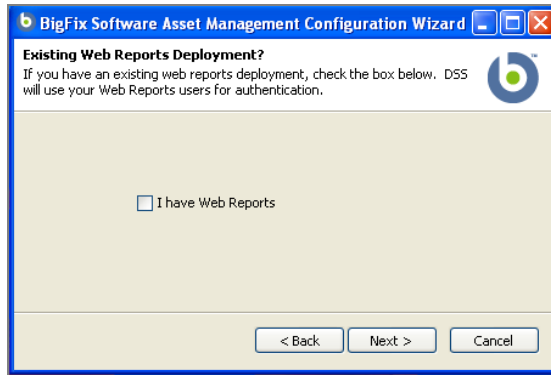 BigFix Software Asset Management Configuration Wizard
Existing Web Reports Deployment?
If you have an existing web reports deployment, check the box below. DSS
will use your Web Reports users for authentication.
I have Web Reports
< Back Next > Cancel